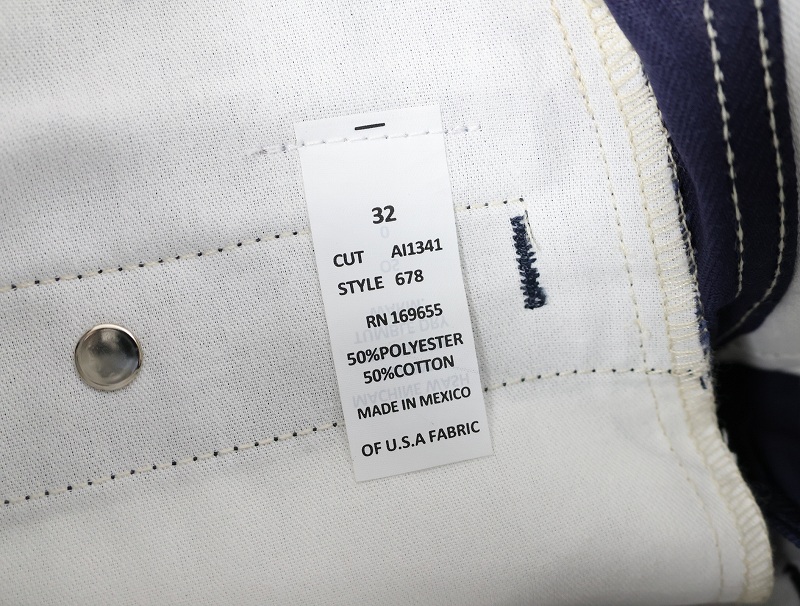 32
CUT AI1341
STYLE 678
RN 169655
50%POLYESTER
50%COTTON
MADE IN MEXICO
OF U.S.A FABRIC